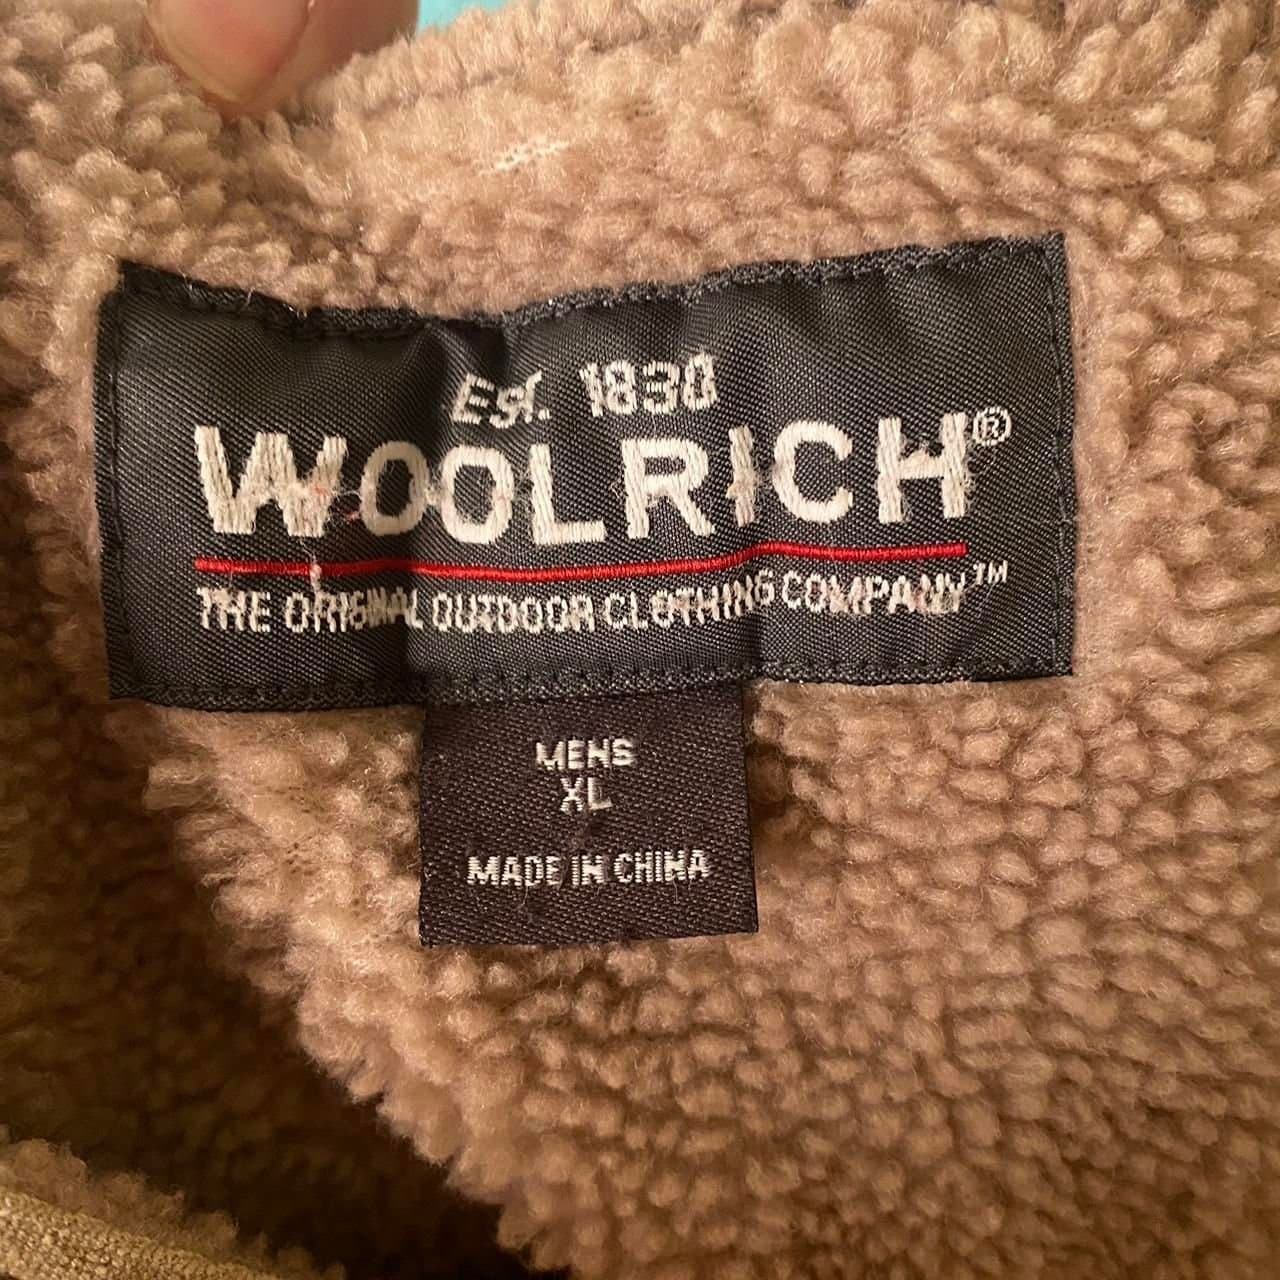 Est. 1830
WOOLRICH®
THE ORIGINAL OUTDOOR CLOTHING COMPANY™
MENS
XL
MADE IN CHINA